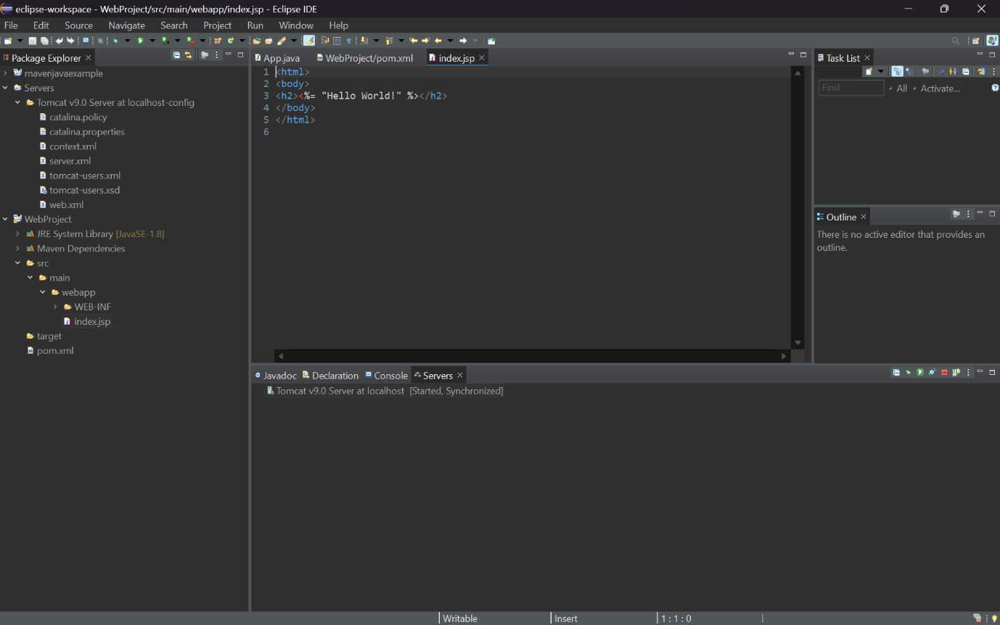 eclipse-workspace - WebProject/src/main/webapp/index.jsp - Eclipse IDE
File Edit Source Navigate Search Project Run Window Help
Package Explorer
mavenjavaexample
Servers
Tomcat v9.0 Server at localhost-config
catalina.policy
catalina.properties
context.xml
server.xml
tomcat-users.xml
tomcat-users.xsd
web.xml
WebProject
JRE System Library [JavaSE-1.8]
Maven Dependencies
src
main
webapp
WEB-INF
index.jsp
target
pom.xml
App.java WebProject/pom.xml index.jsp
1 <html>
2 <body>
3 <h2><%= "Hello World!" %></h2>
4 </body>
5 </html>
6
Task List
Find All Activate...
Outline
There is no active editor that provides an
outline.
Javadoc Declaration Console Servers
Tomcat v9.0 Server at localhost [Started, Synchronized]
Writable Insert 1 : 1 : 0